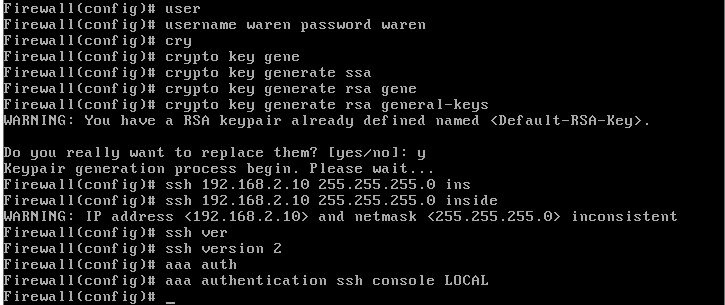 Firewall(config)# user
Firewall(config)# username waren password waren
Firewall(config)# cry
Firewall(config)# crypto key gene
Firewall(config)# crypto key generate ssa
Firewall(config)# crypto key generate rsa gene
Firewall(config)# crypto key generate rsa general-keys
WARNING: You have a RSA keypair already defined named <Default-RSA-Key>.
Do you really want to replace them? [yes/no]: y
Keypair generation process begin. Please wait...
Firewall(config)# ssh 192.168.2.10 255.255.255.0 ins
Firewall(config)# ssh 192.168.2.10 255.255.255.0 inside
WARNING: IP address <192.168.2.10> and netmask <255.255.255.0> inconsistent
Firewall(config)# ssh ver
Firewall(config)# ssh version 2
Firewall(config)# aaa auth
Firewall(config)# aaa authentication ssh console LOCAL
Firewall(config)# _